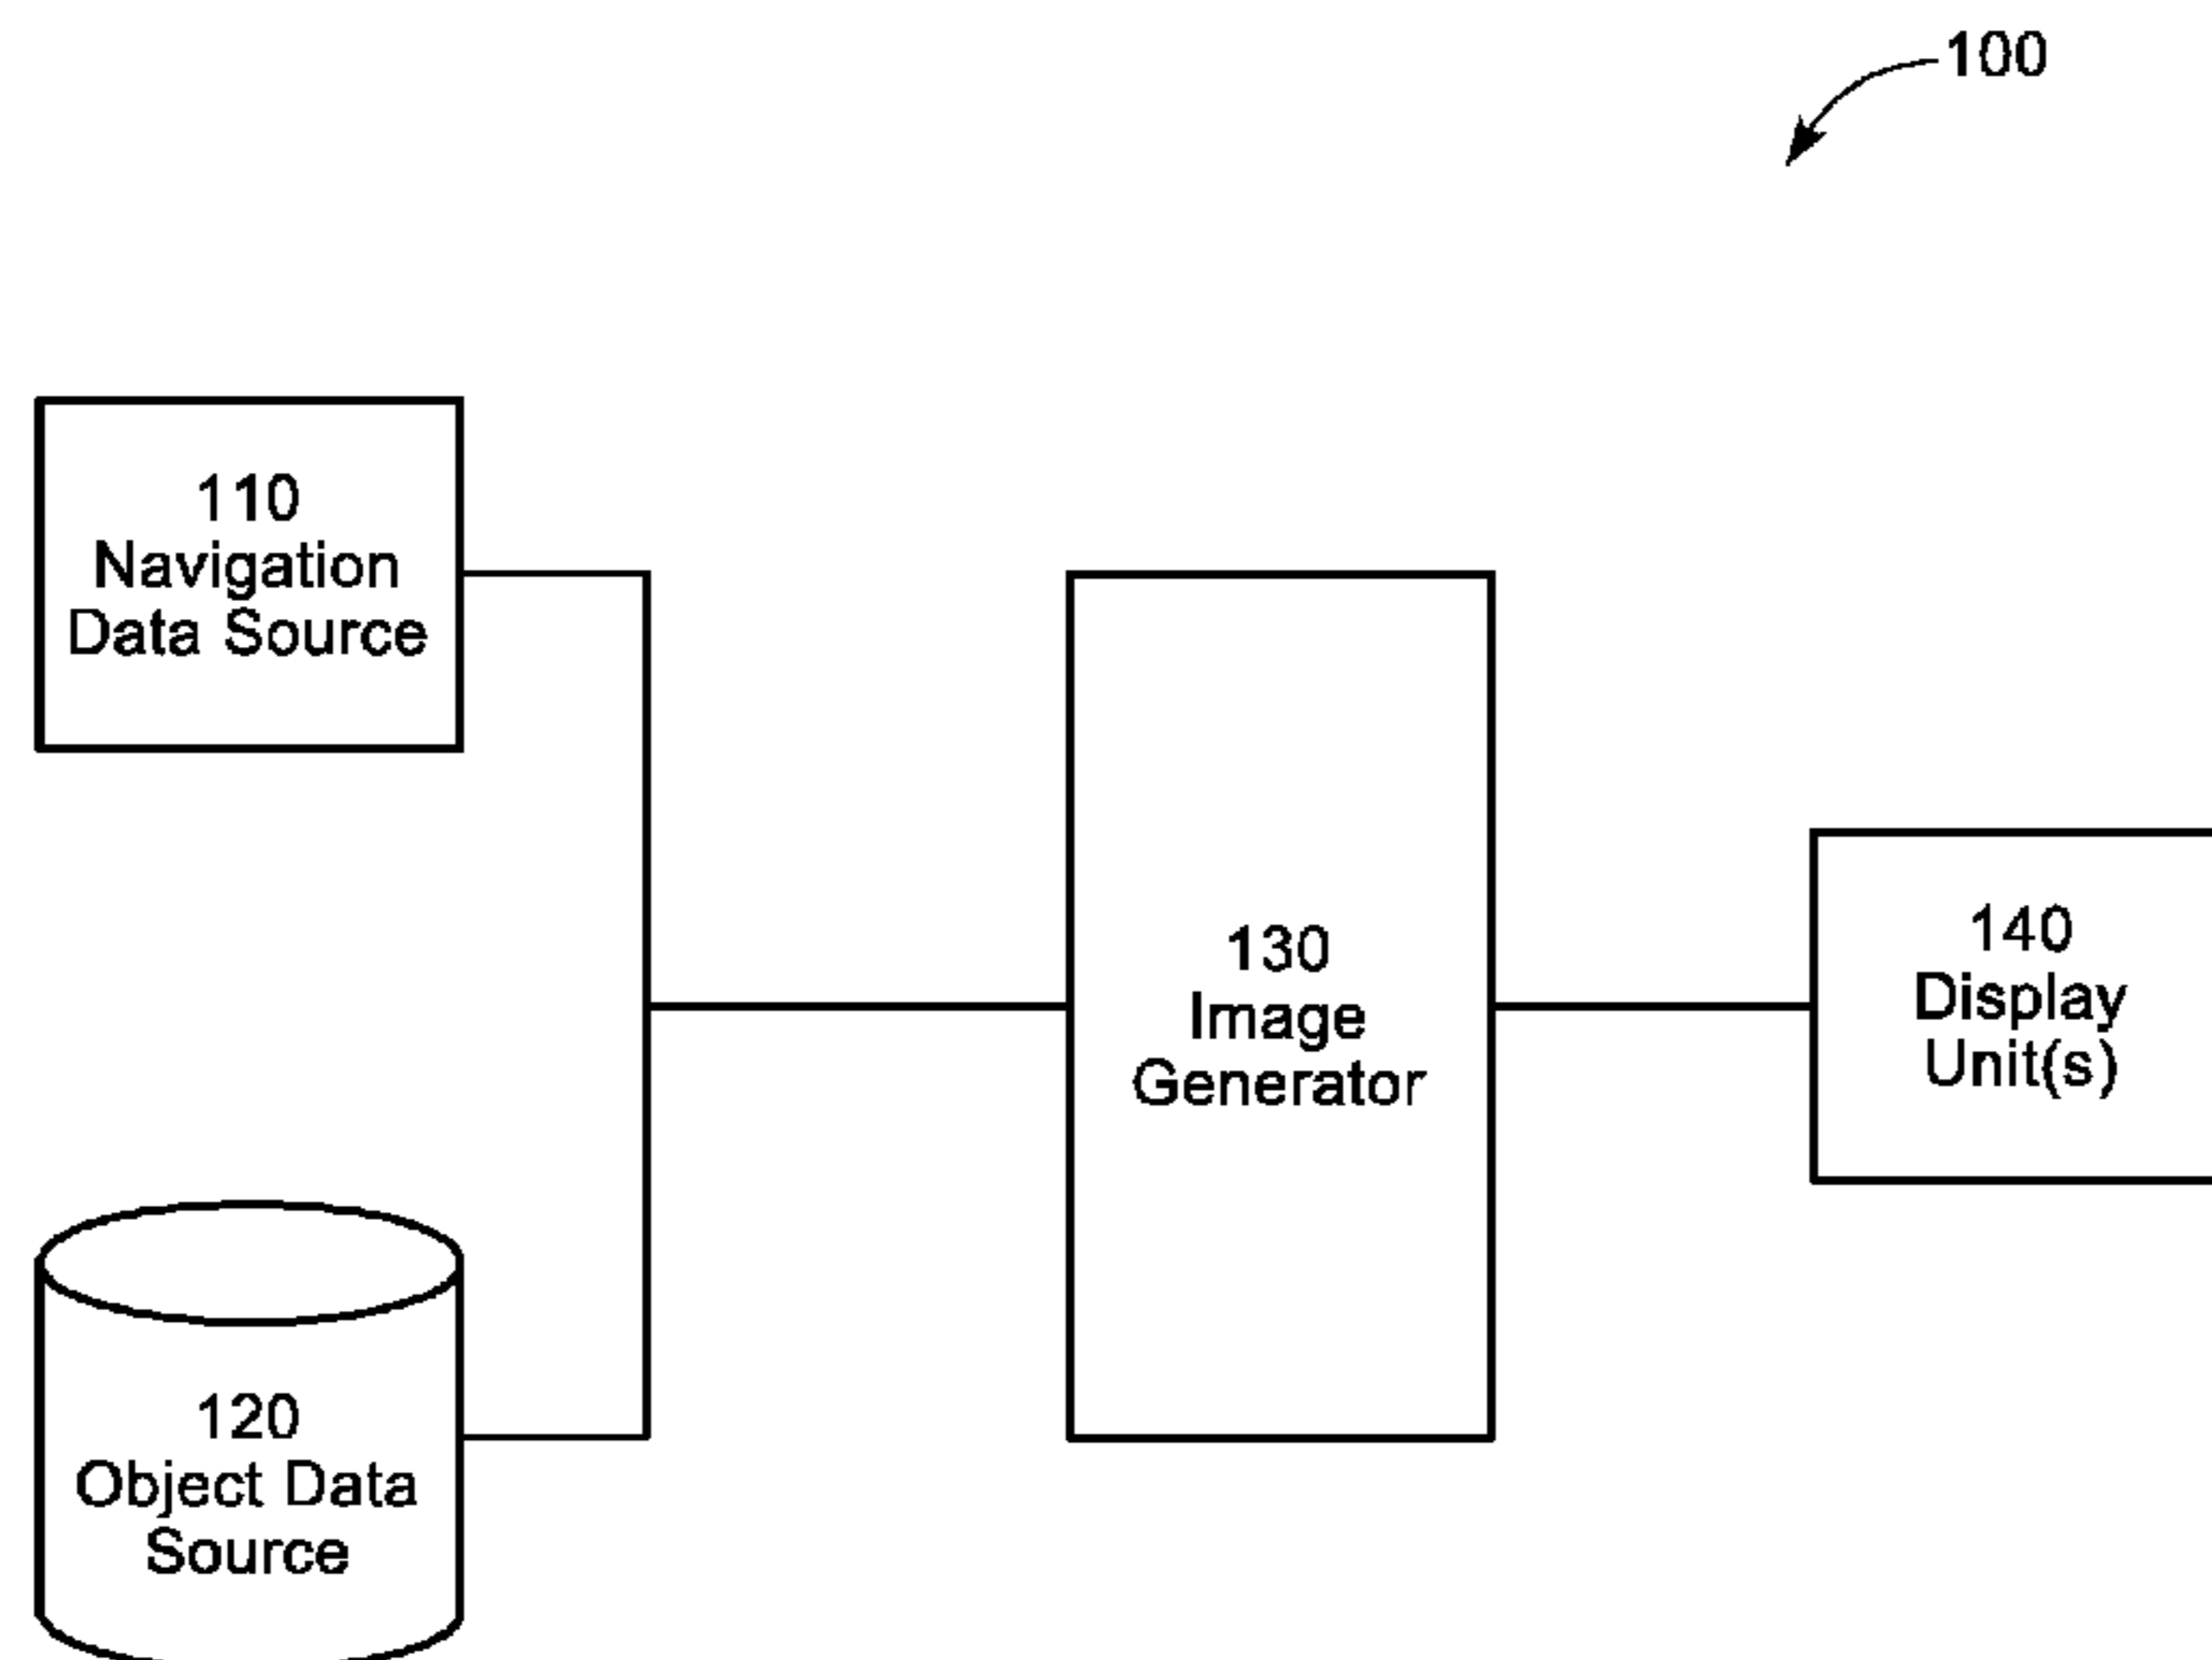 100
110
Navigation
Data Source
130
Image
Generator
140
Display
Unit(s)
120
Object Data
Source